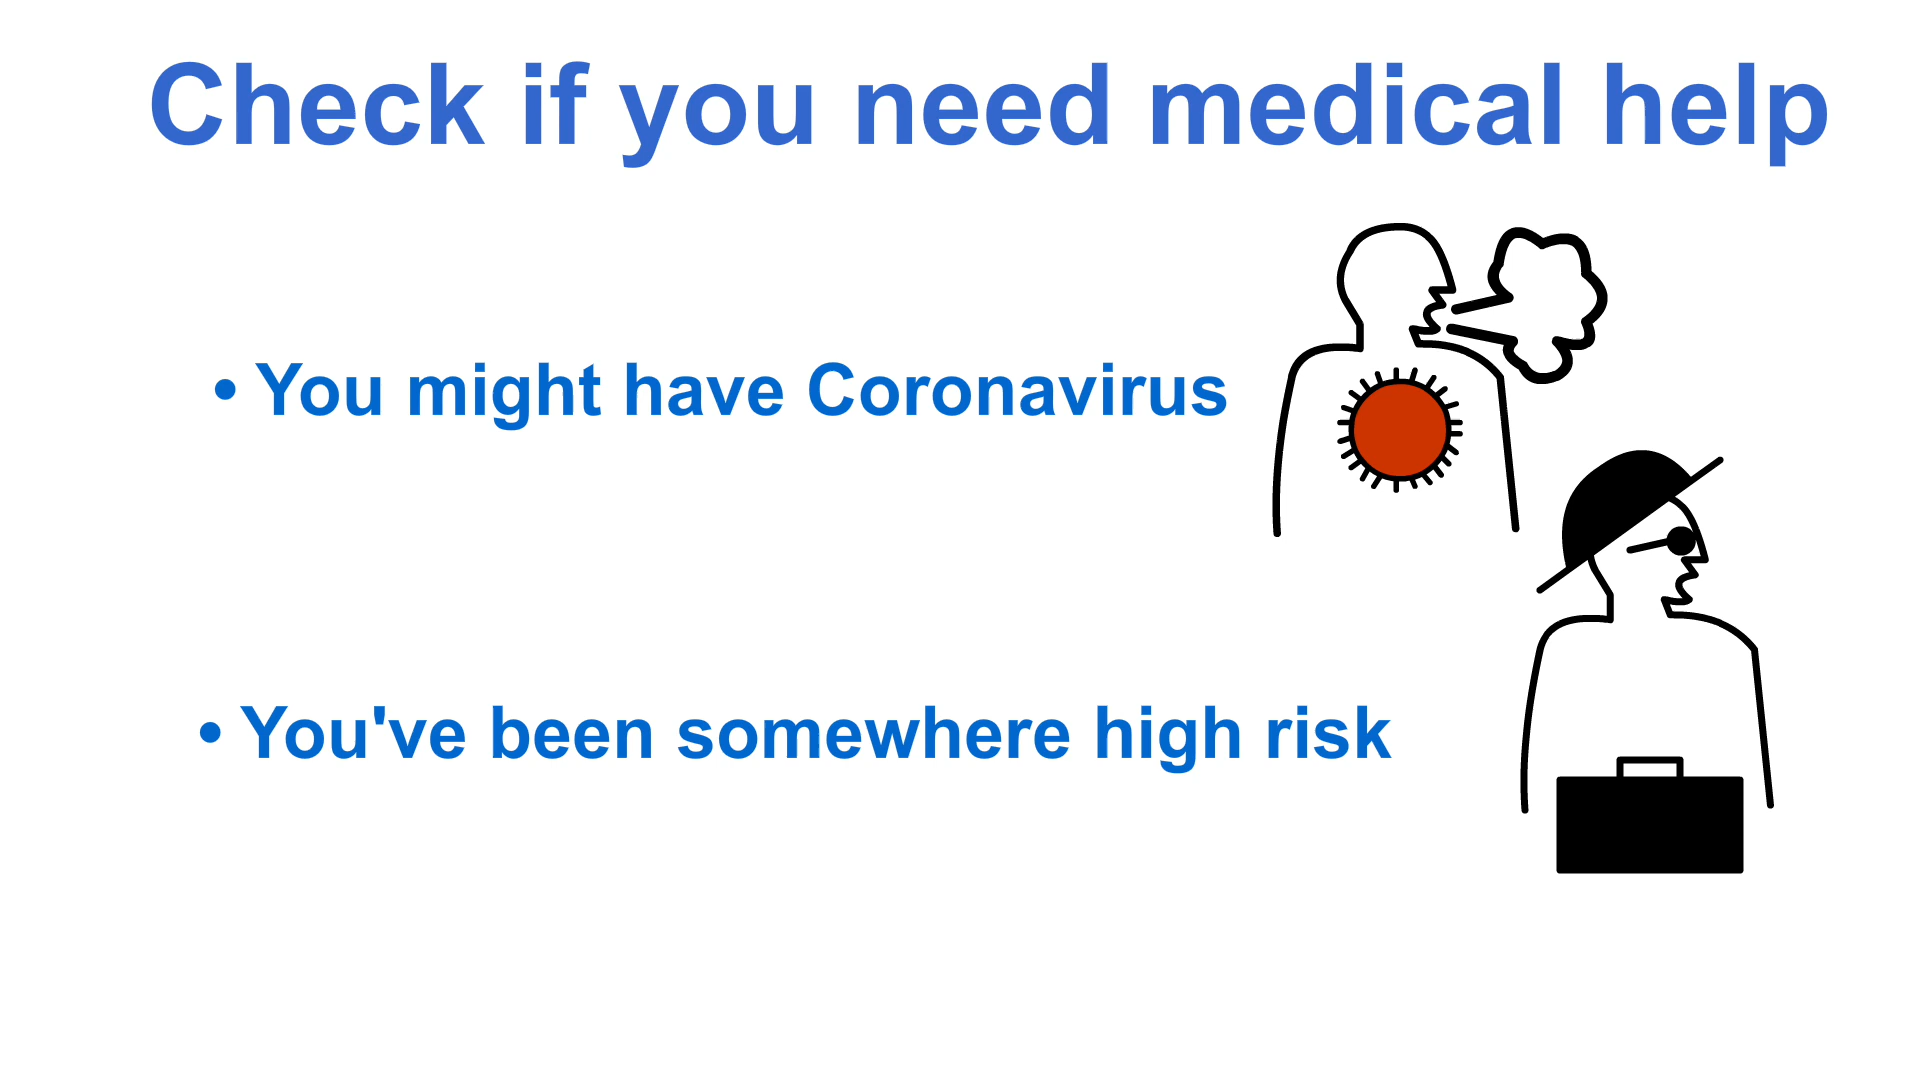 Check if you need medical help
• You might have Coronavirus
• You've been somewhere high risk